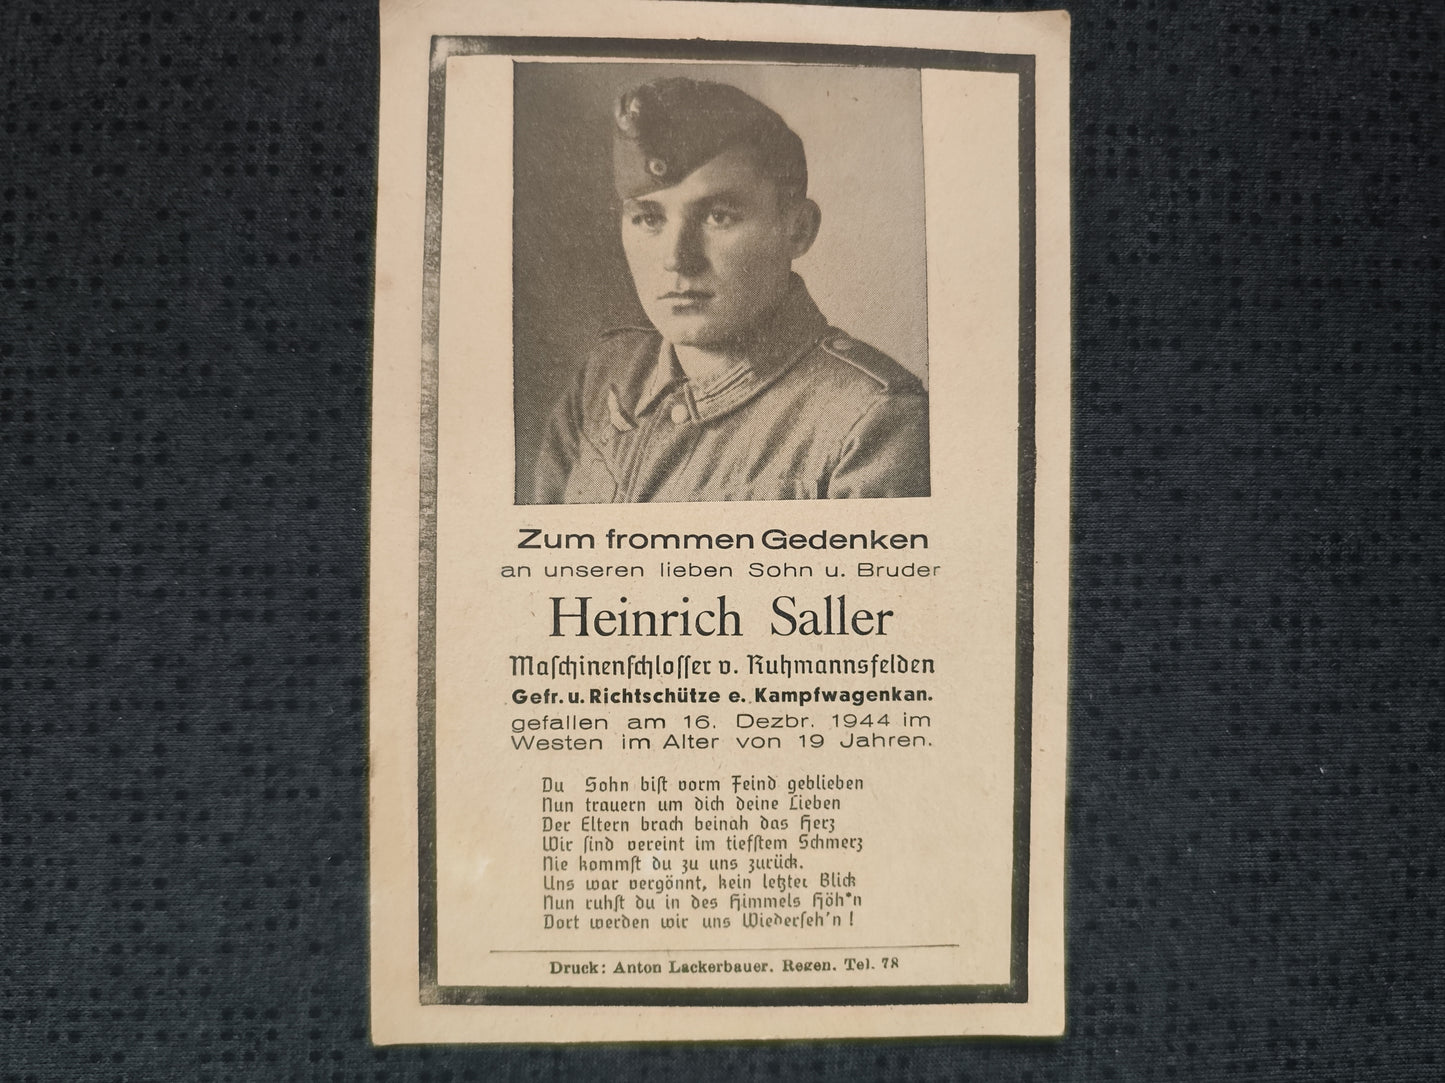 Zum frommen Gedenken
an unseren lieben Sohn u. Bruder
Heinrich Saller
Maſchinenſchloſſer v. Ruhmannsfelden
Gefr. u. Richtschütze e. Kampfwagenkan.
gefallen am 16. Dezbr. 1944 im
Westen im Alter von 19 Jahren.
Du Sohn biſt vorm Feind geblieben
Nun trauern um dich deine Lieben
Der Eltern brach beinah das Herz
Wir ſind vereint im tiefſtem Schmerz
Nie kommſt du zu uns zurück.
Uns war vergönnt, kein letzter Blick
Nun ruhſt du in des Himmels Höh'n
Dort werden wir uns Wiederſeh'n !
Druck: Anton Lackerbauer. Regen. Tel. 78